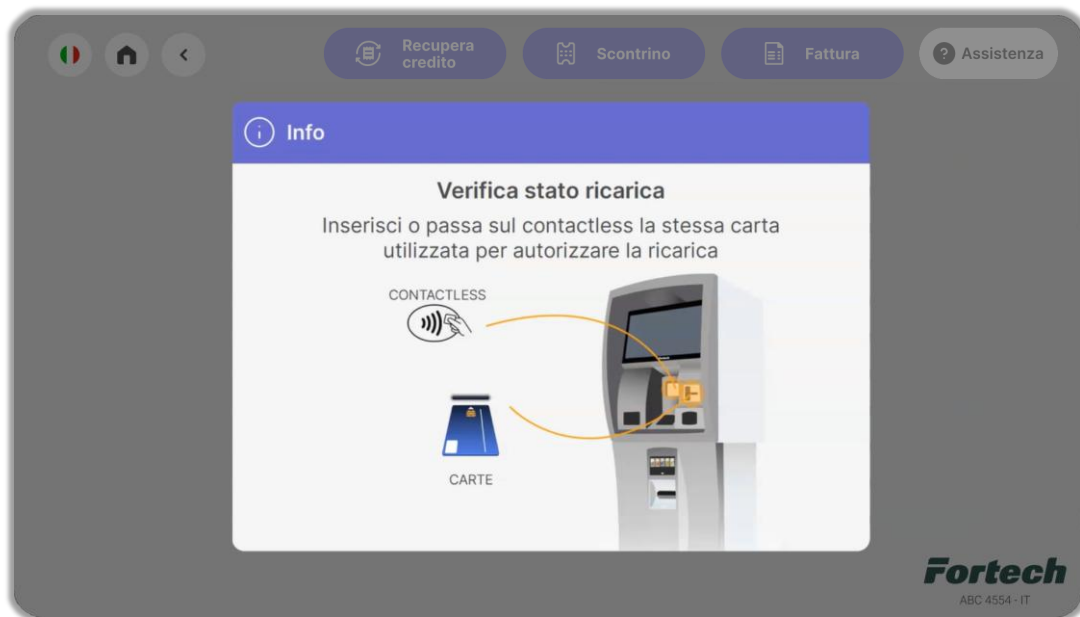 Recupera
credito
Scontrino
Fattura
? Assistenza
i Info
Verifica stato ricarica
Inserisci o passa sul contactless la stessa carta
utilizzata per autorizzare la ricarica
CONTACTLESS
CARTE
Fortech
ABC 4554 - IT